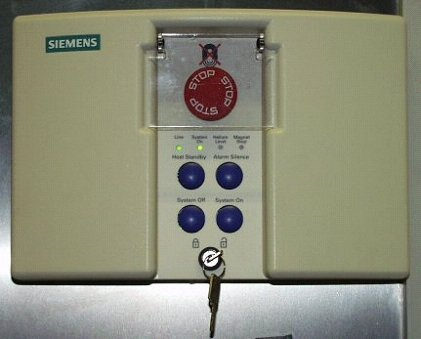 SIEMENS
STOP STOP STOP
Line System On Helium Level Magnet Stop
Host Standby Alarm Silence
System Off System On